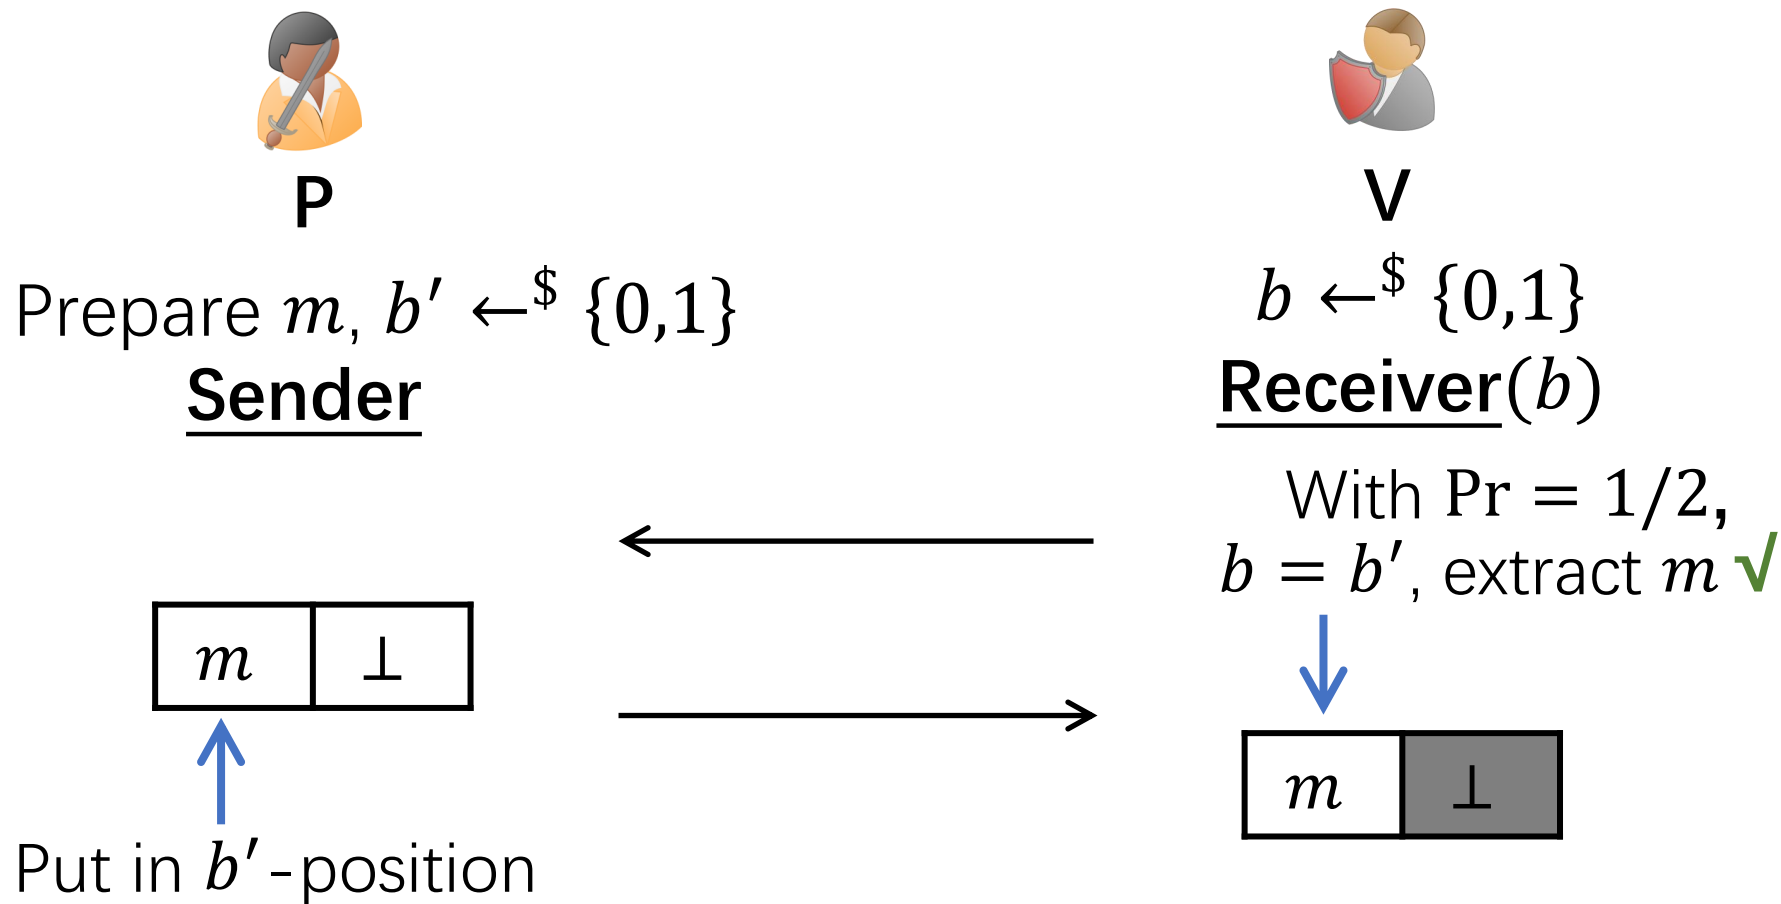 P
V
Prepare m, b′ ←$ {0,1}
b ←$ {0,1}
Sender
Receiver(b)
With Pr = 1/2,
b = b′, extract m √
m ⊥
m ⊥
Put in b′-position